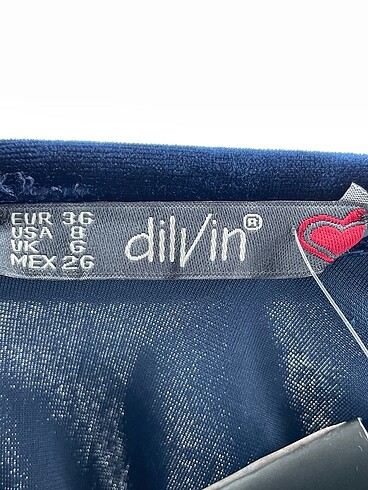 EUR 36
USA 8
UK 6
MEX 26
dilvin®